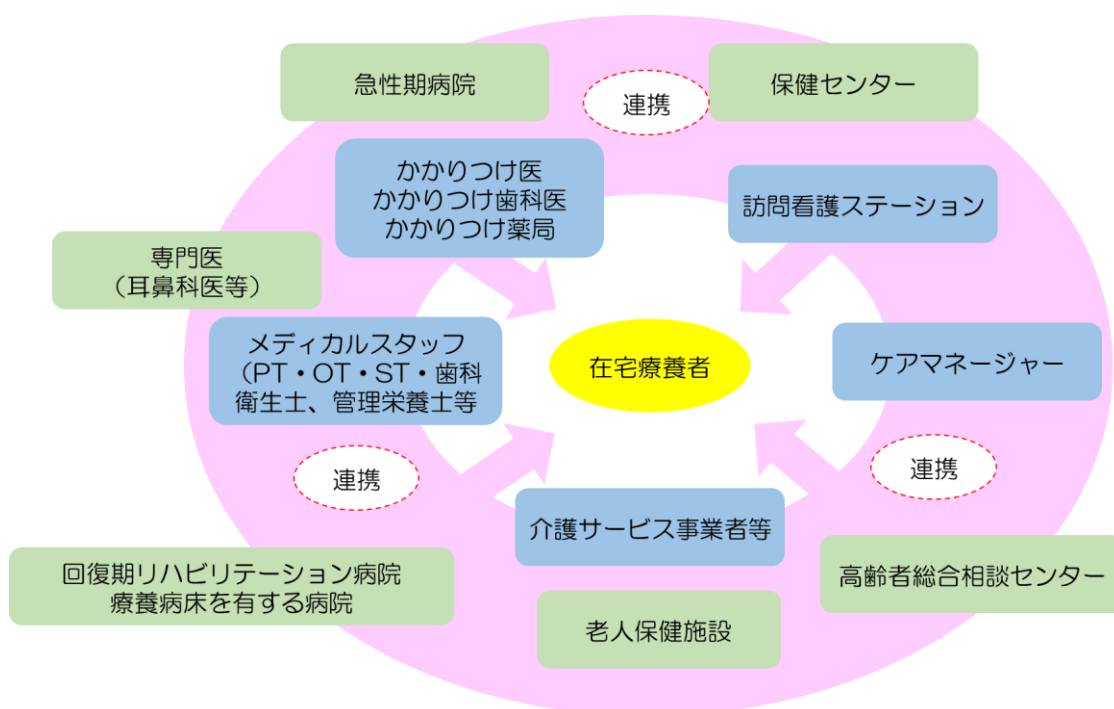 急性期病院
連携
保健センター
かかりつけ医
かかりつけ歯科医
かかりつけ薬局
訪問看護ステーション
専門医
（耳鼻科医等）
メディカルスタッフ
（PT・OT・ST・歯科
衛生士、管理栄養士等
在宅療養者
ケアマネージャー
連携
連携
介護サービス事業者等
回復期リハビリテーション病院
療養病床を有する病院
高齢者総合相談センター
老人保健施設